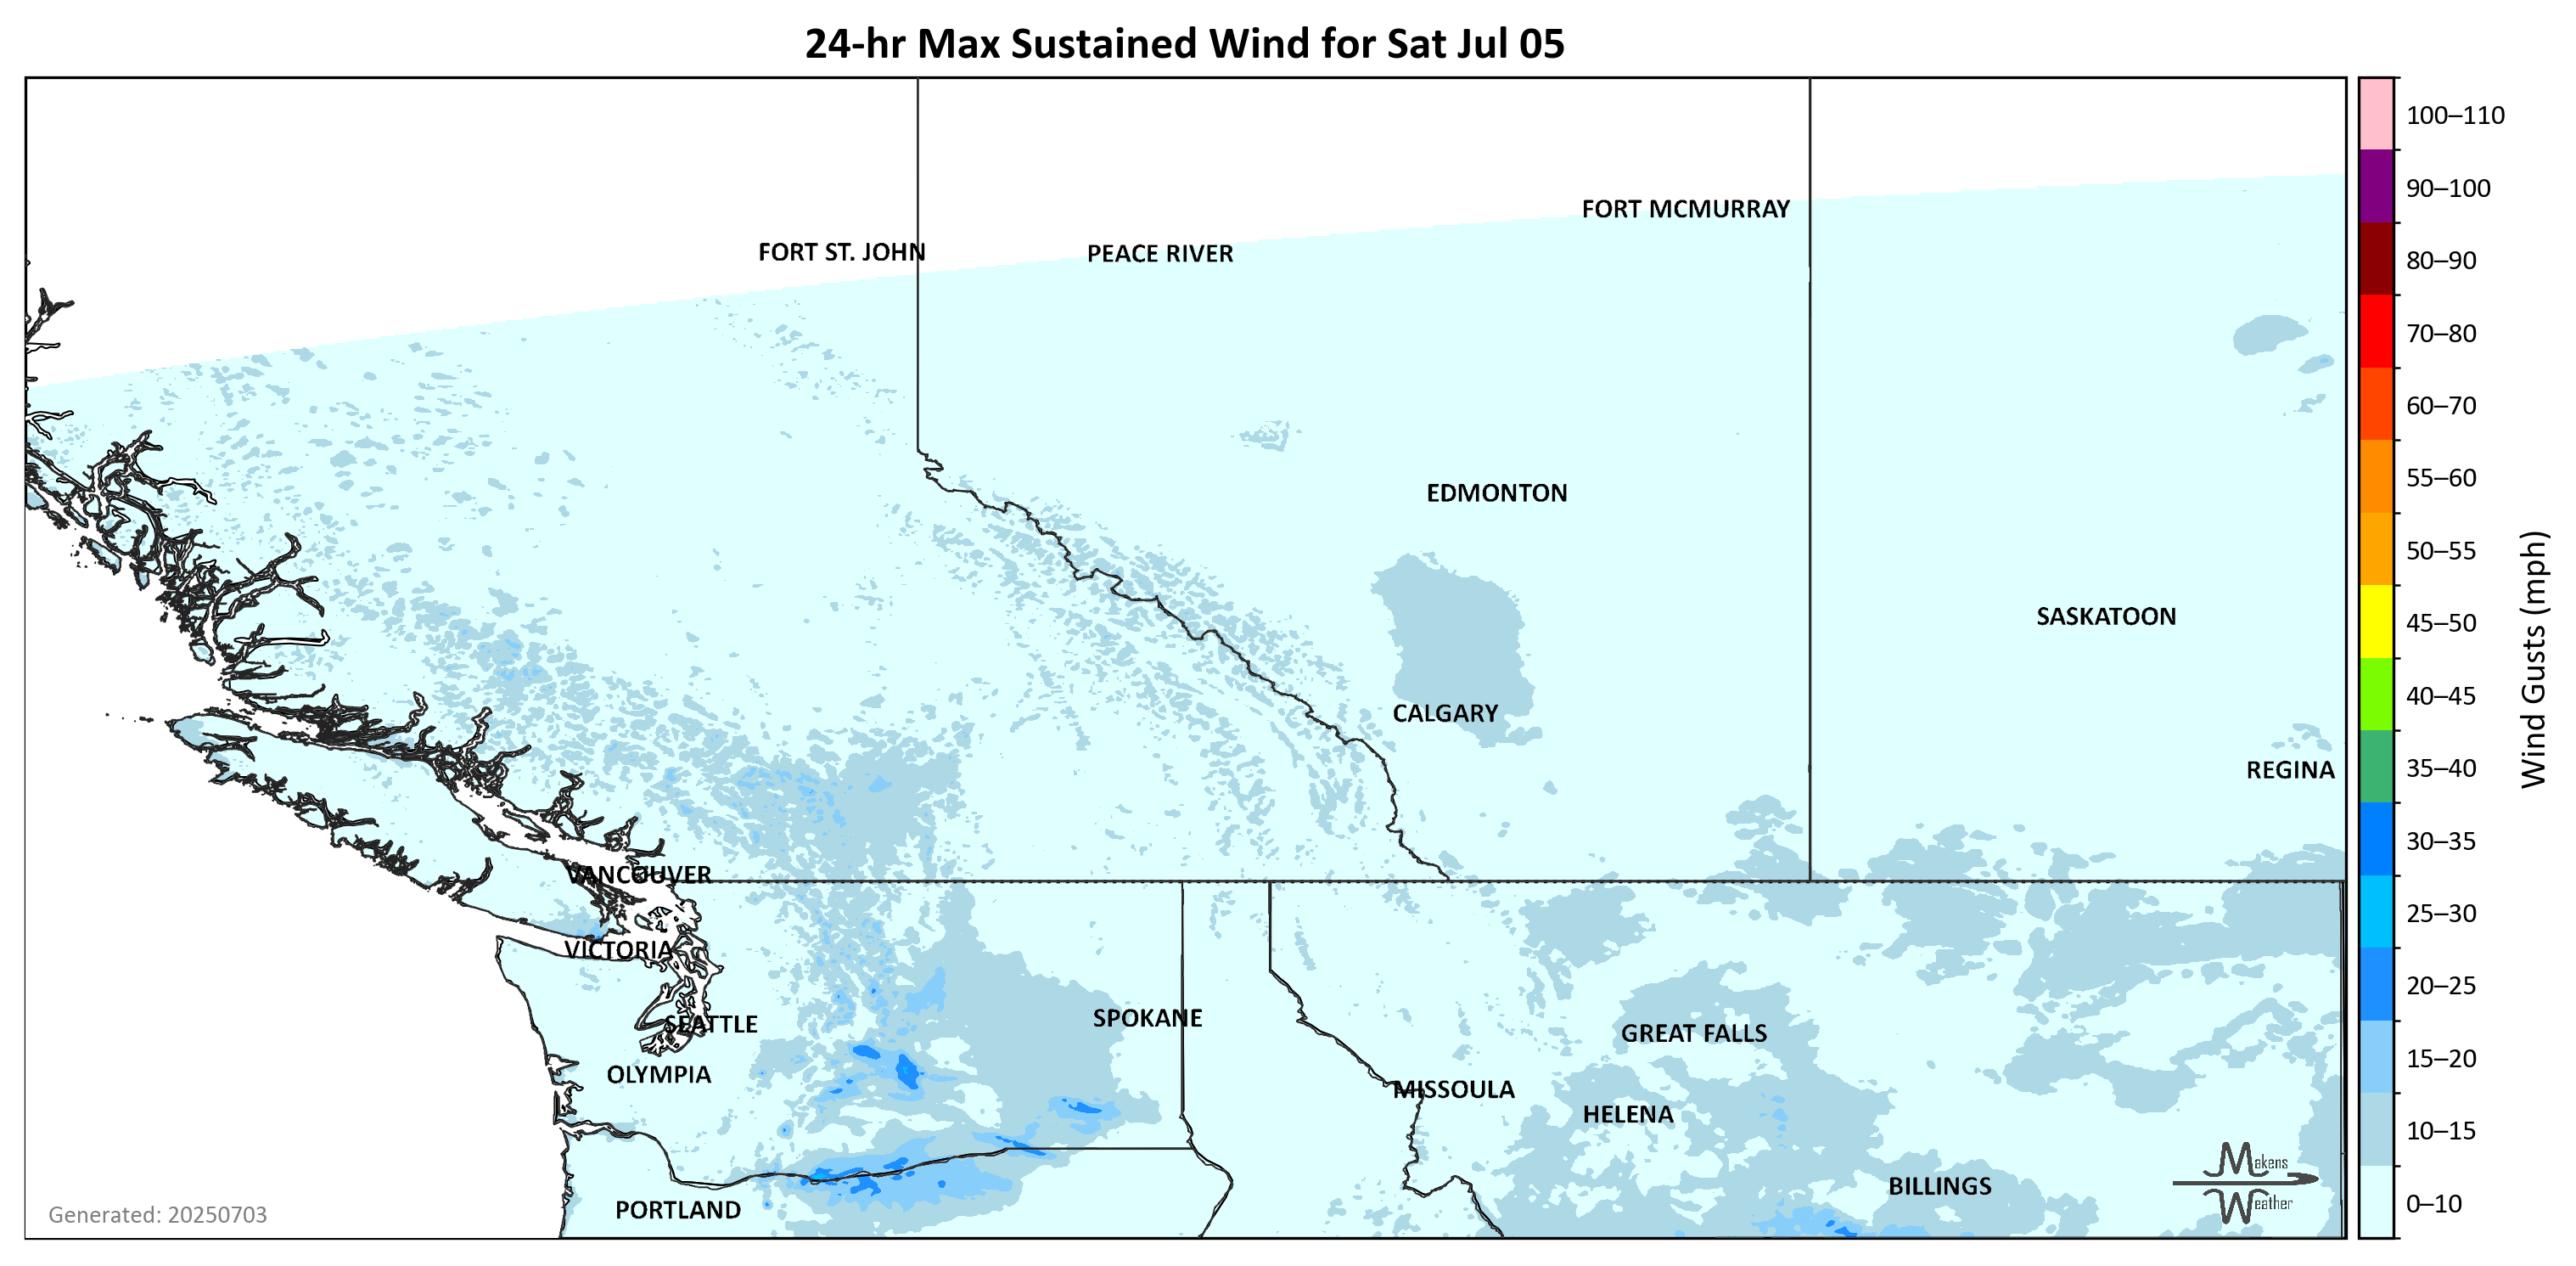 24-hr Max Sustained Wind for Sat Jul 05
100–110
90–100
80–90
70–80
60–70
55–60
50–55
45–50
40–45
35–40
30–35
25–30
20–25
15–20
10–15
0–10
Wind Gusts (mph)
FORT MCMURRAY
FORT ST. JOHN
PEACE RIVER
EDMONTON
SASKATOON
CALGARY
REGINA
VANCOUVER
VICTORIA
SEATTLE
SPOKANE
GREAT FALLS
OLYMPIA
MISSOULA
HELENA
BILLINGS
PORTLAND
Makens
Weather
Generated: 20250703